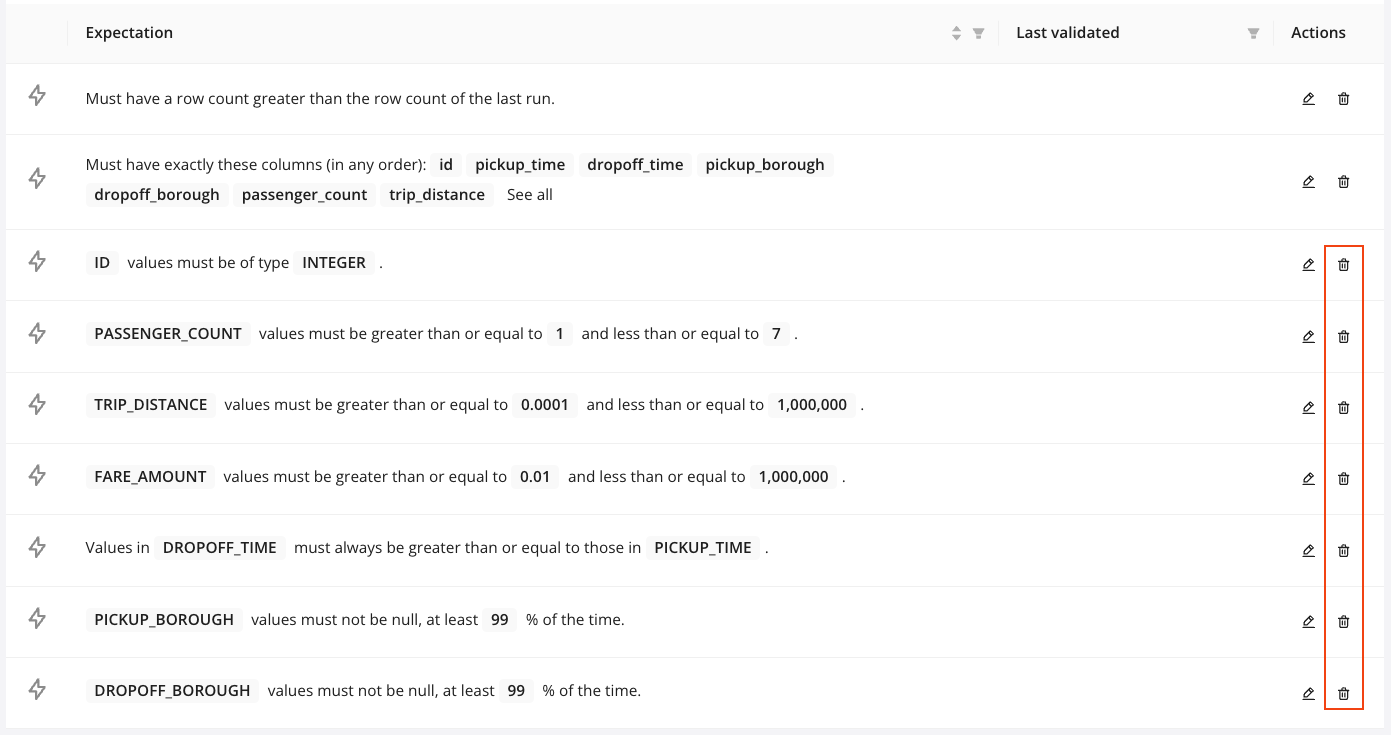 Expectation Last validated Actions
Must have a row count greater than the row count of the last run.
Must have exactly these columns (in any order): id pickup_time dropoff_time pickup_borough
dropoff_borough passenger_count trip_distance See all
ID values must be of type INTEGER .
PASSENGER_COUNT values must be greater than or equal to 1 and less than or equal to 7 .
TRIP_DISTANCE values must be greater than or equal to 0.0001 and less than or equal to 1,000,000 .
FARE_AMOUNT values must be greater than or equal to 0.01 and less than or equal to 1,000,000 .
Values in DROPOFF_TIME must always be greater than or equal to those in PICKUP_TIME .
PICKUP_BOROUGH values must not be null, at least 99 % of the time.
DROPOFF_BOROUGH values must not be null, at least 99 % of the time.